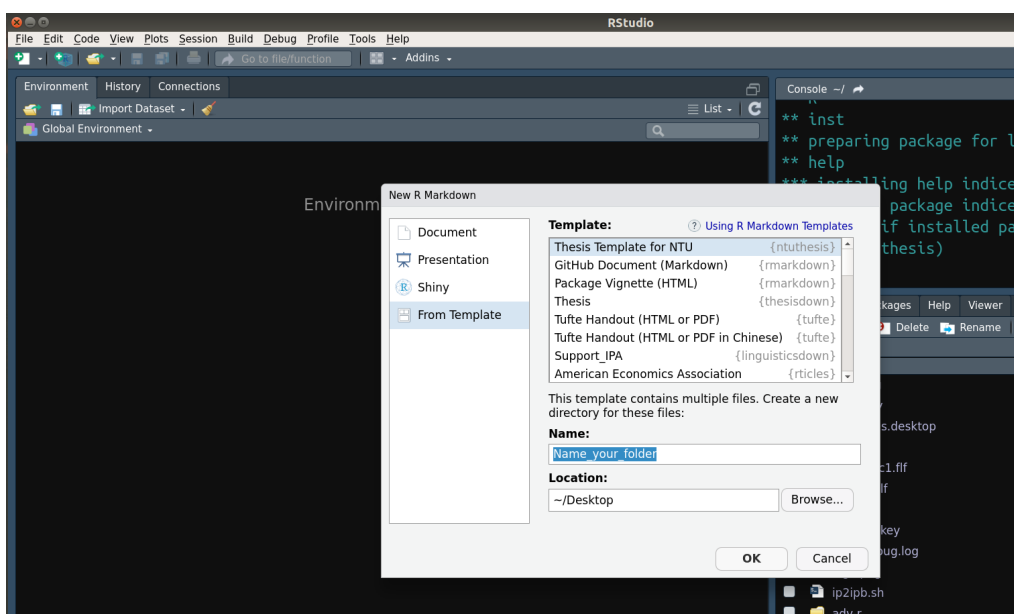 RStudio
File Edit Code View Plots Session Build Debug Profile Tools Help
Go to file/function Addins
Environment History Connections
Import Dataset List
Global Environment
Environm
Console ~/
** inst
** preparing package for l
** help
*** installing help indice
package indice
if installed pa
thesis)
New R Markdown
Document
Presentation
Shiny
From Template
Template: Using R Markdown Templates
Thesis Template for NTU {ntuthesis}
GitHub Document (Markdown) {rmarkdown}
Package Vignette (HTML) {rmarkdown}
Thesis {thesisdown}
Tufte Handout (HTML or PDF) {tufte}
Tufte Handout (HTML or PDF in Chinese) {tufte}
Support_IPA {linguisticsdown}
American Economics Association {rticles}
This template contains multiple files. Create a new
directory for these files:
Name:
Name_your_folder
Location:
~/Desktop Browse...
OK Cancel
kages Help Viewer
Delete Rename
s.desktop
c1.flf
lf
key
bug.log
ip2ipb.sh
adv-r